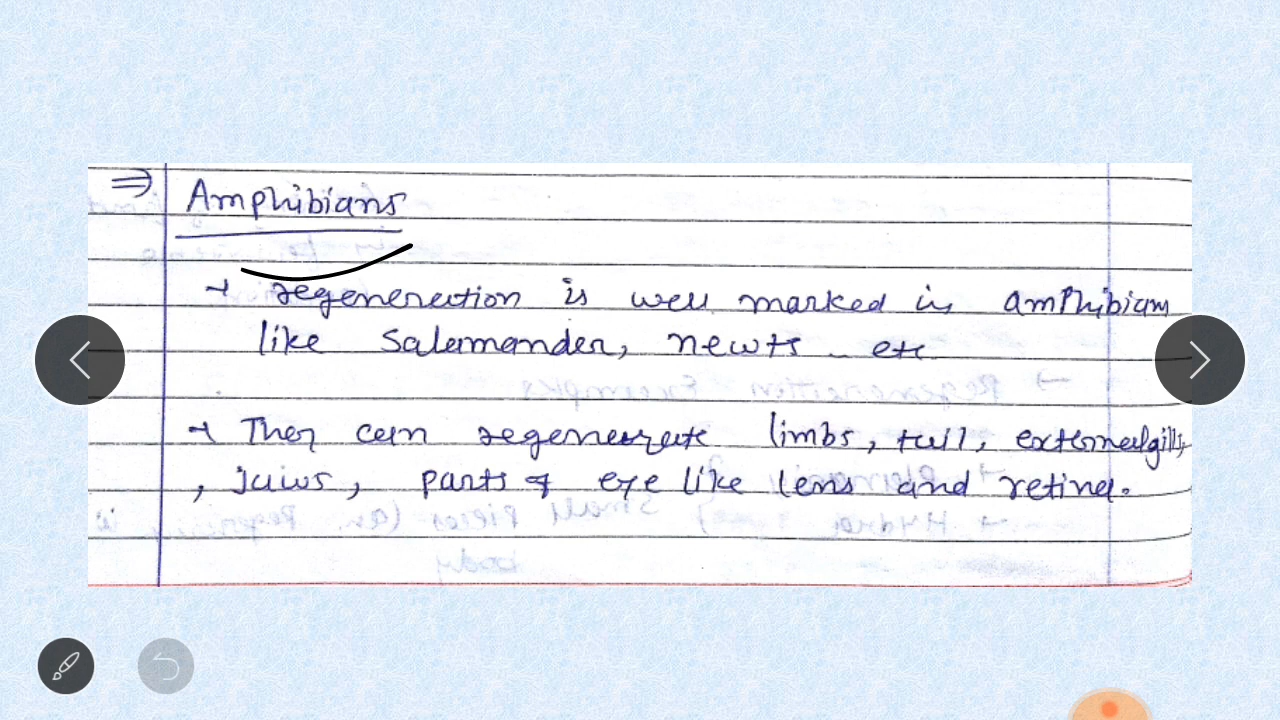 ⇒ Amphibians
→ regeneration is well marked in amphibian
like Salamander, newts etc
→ They can regenerate limbs, tail, external gills
, jaws, parts of eye like lens and retina.